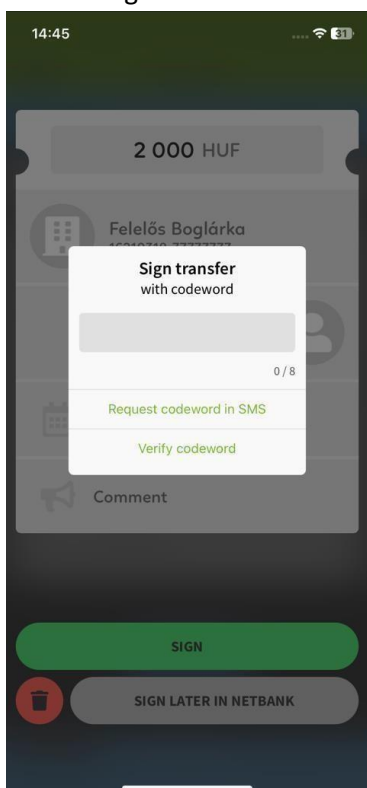 14:45
31
2 000 HUF
Felelős Boglárka
Sign transfer
with codeword
0 / 8
Request codeword in SMS
Verify codeword
Comment
SIGN
SIGN LATER IN NETBANK